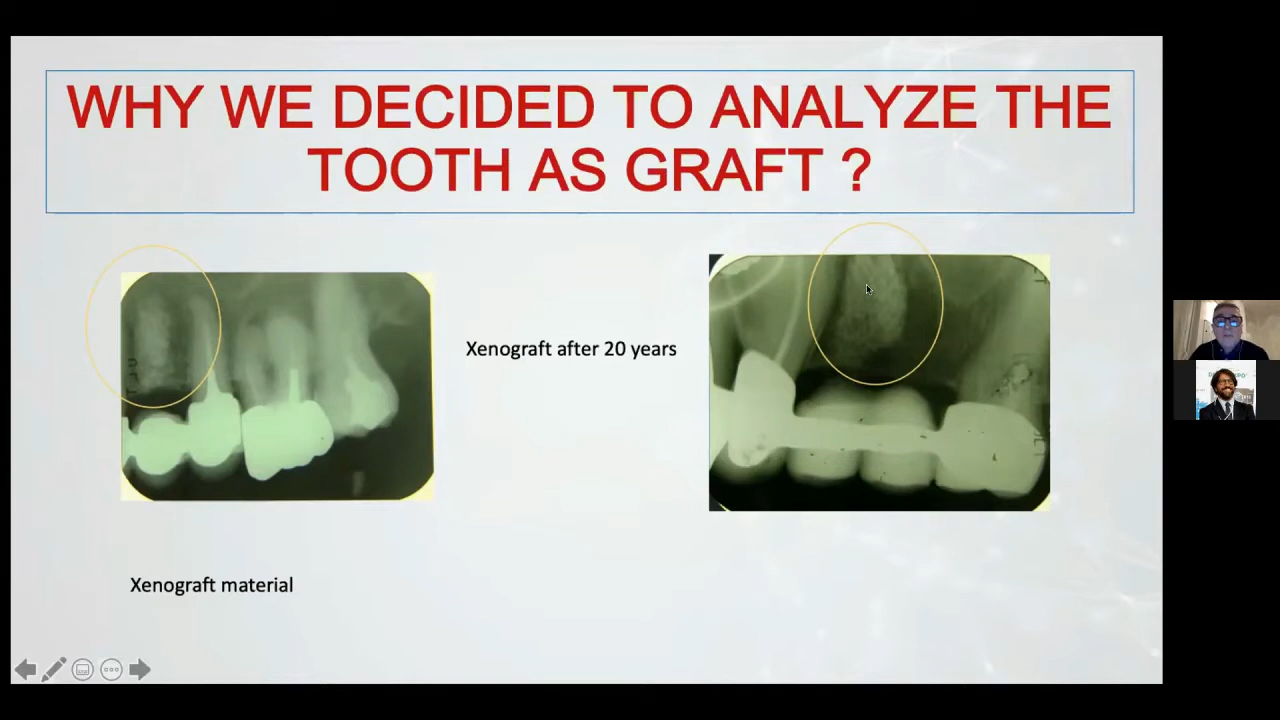 WHY WE DECIDED TO ANALYZE THE
TOOTH AS GRAFT ?
Xenograft after 20 years
Xenograft material